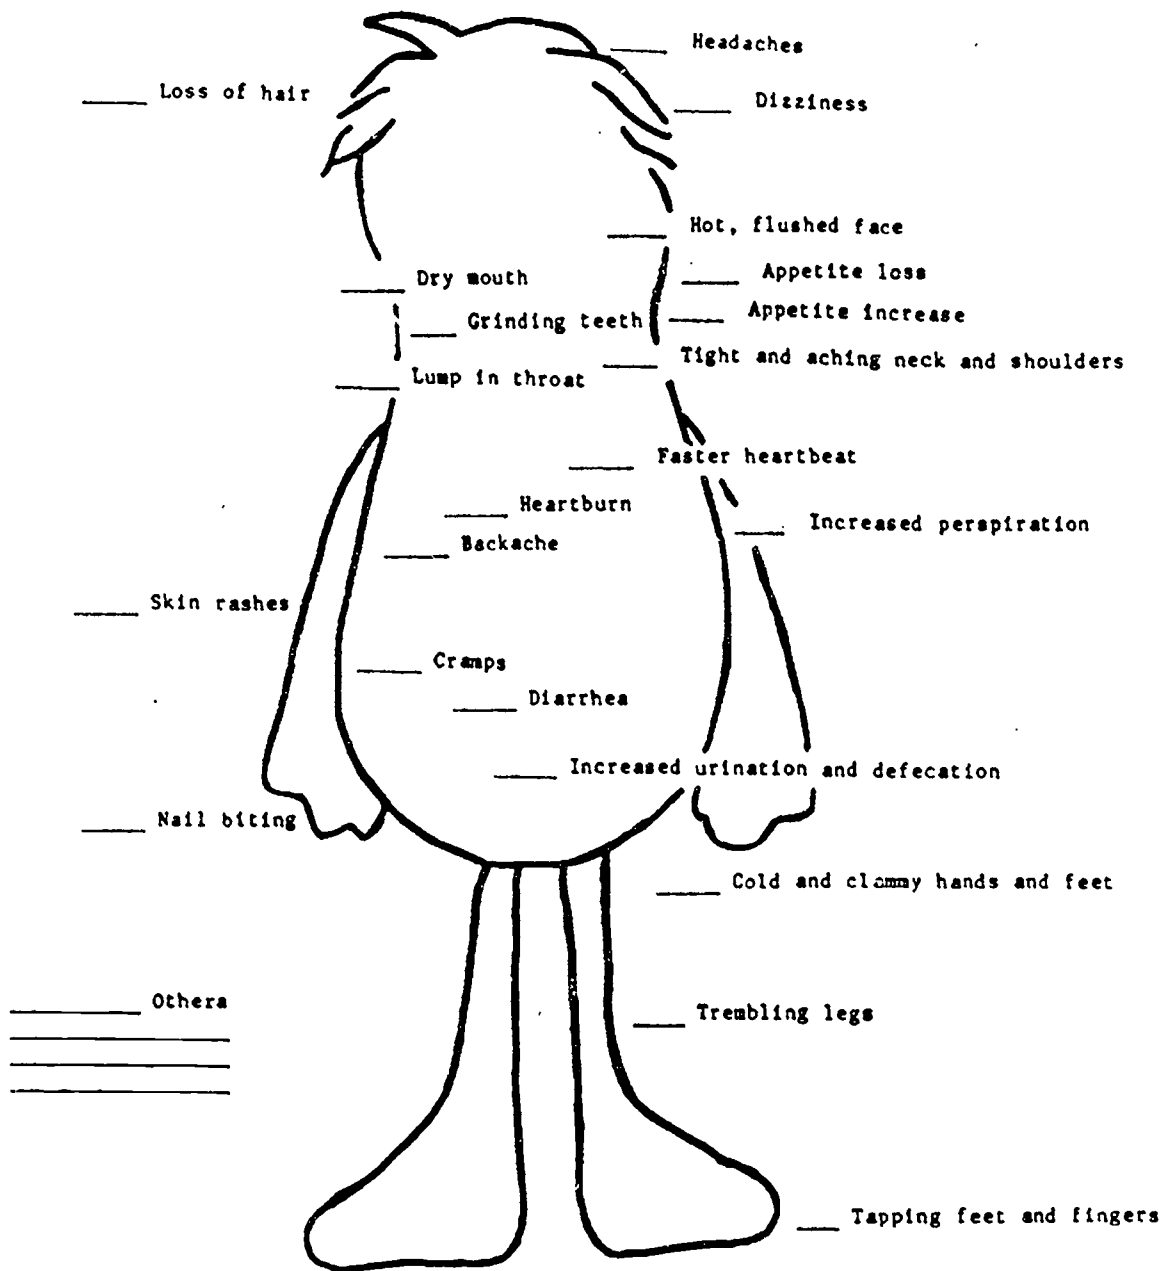 Headaches
Loss of hair
Dizziness
Hot, flushed face
Appetite loss
Dry mouth
Appetite increase
Grinding teeth
Tight and aching neck and shoulders
Lump in throat
Faster heartbeat
Heartburn
Increased perspiration
Backache
Skin rashes
Cramps
Diarrhea
Increased urination and defecation
Nail biting
Cold and clammy hands and feet
Others
Trembling legs
Tapping feet and fingers